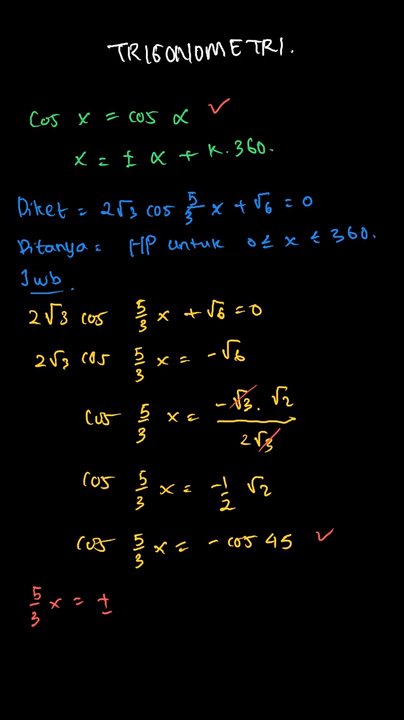 TRIGONOMETRI.
Cos x = cos α ✓
x = ± α + k. 360.
Diket = 2√3 cos 5/3 x + √6 = 0
Ditanya = HP untuk 0 ≤ x ≤ 360.
Jwb.
2√3 cos 5/3 x + √6 = 0
2√3 cos 5/3 x = -√6
Cos 5/3 x = -√3 . √2 / 2√3
Cos 5/3 x = -1/2 √2
Cos 5/3 x = - cos 45 ✓
5/3 x = ±